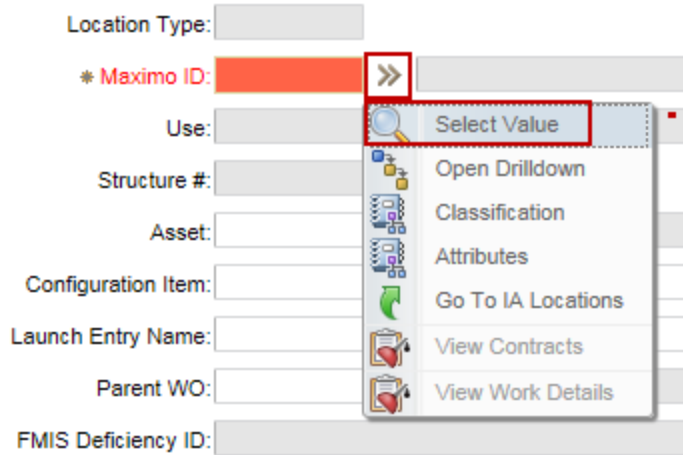 Location Type:
* Maximo ID:
Use:
Select Value
Structure #:
Open Drilldown
Asset:
Classification
Attributes
Configuration Item:
Go To IA Locations
Launch Entry Name:
View Contracts
Parent WO:
View Work Details
FMIS Deficiency ID: